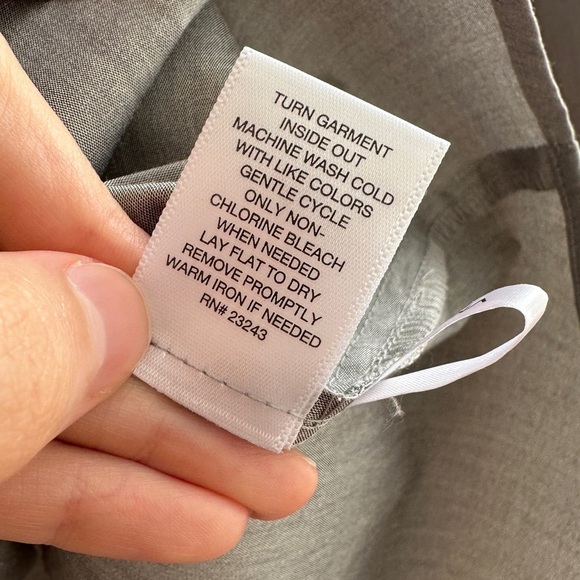 TURN GARMENT
INSIDE OUT
MACHINE WASH COLD
WITH LIKE COLORS
GENTLE CYCLE
ONLY NON-
CHLORINE BLEACH
WHEN NEEDED
LAY FLAT TO DRY
REMOVE PROMPTLY
WARM IRON IF NEEDED
RN# 23243